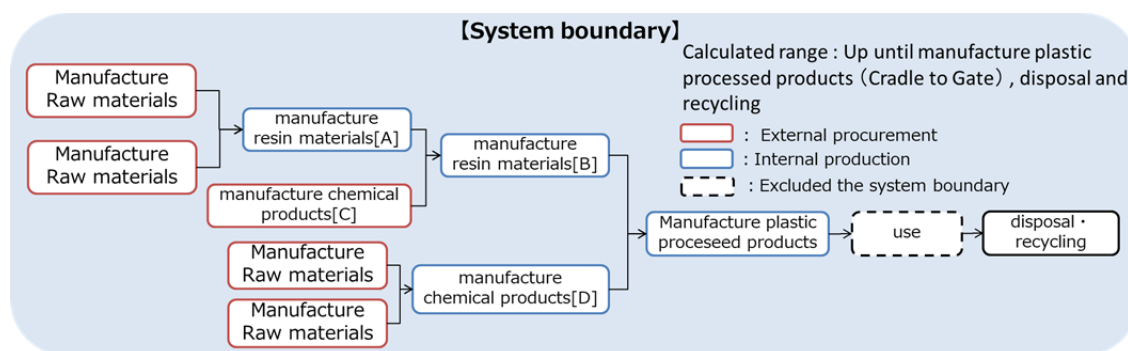 【System boundary】
Calculated range : Up until manufacture plastic
processed products （Cradle to Gate）, disposal and
recycling
： External procurement
： Internal production
：Excluded the system boundary
Manufacture
Raw materials
Manufacture
Raw materials
manufacture
resin materials[A]
manufacture chemical
products[C]
manufacture
resin materials[B]
Manufacture
Raw materials
Manufacture
Raw materials
manufacture
chemical products[D]
Manufacture plastic
proceseed products
use
disposal・
recycling